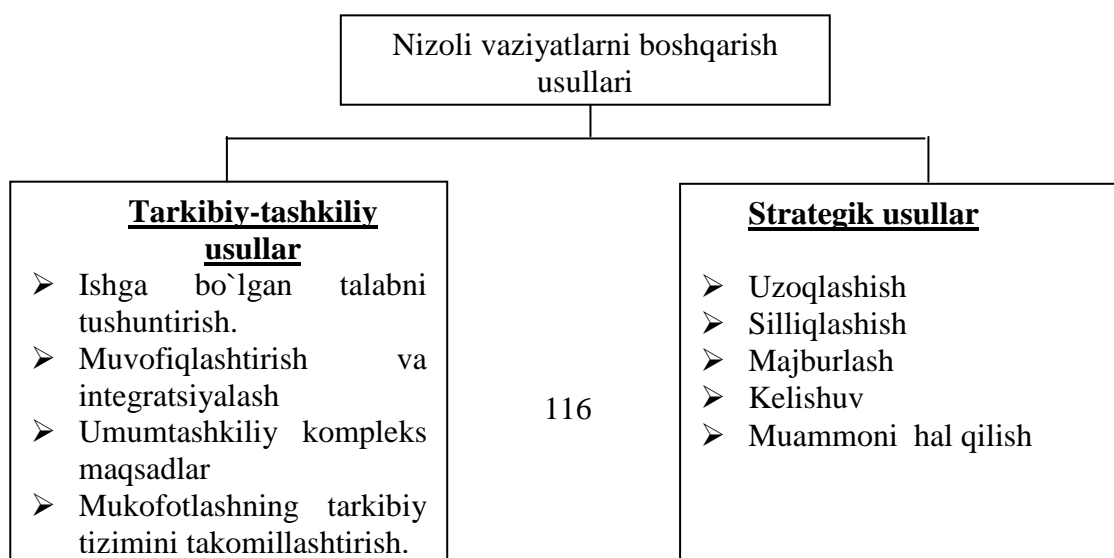 Nizoli vaziyatlarni boshqarish
usullari
Tarkibiy-tashkiliy
usullar
➢ Ishga bo`lgan talabni
tushuntirish.
➢ Muvofiqlashtirish va
integratsiyalash
➢ Umumtashkiliy kompleks
maqsadlar
➢ Mukofotlashning tarkibiy
tizimini takomillashtirish.
116
Strategik usullar
➢ Uzoqlashish
➢ Silliqlashish
➢ Majburlash
➢ Kelishuv
➢ Muammoni hal qilish